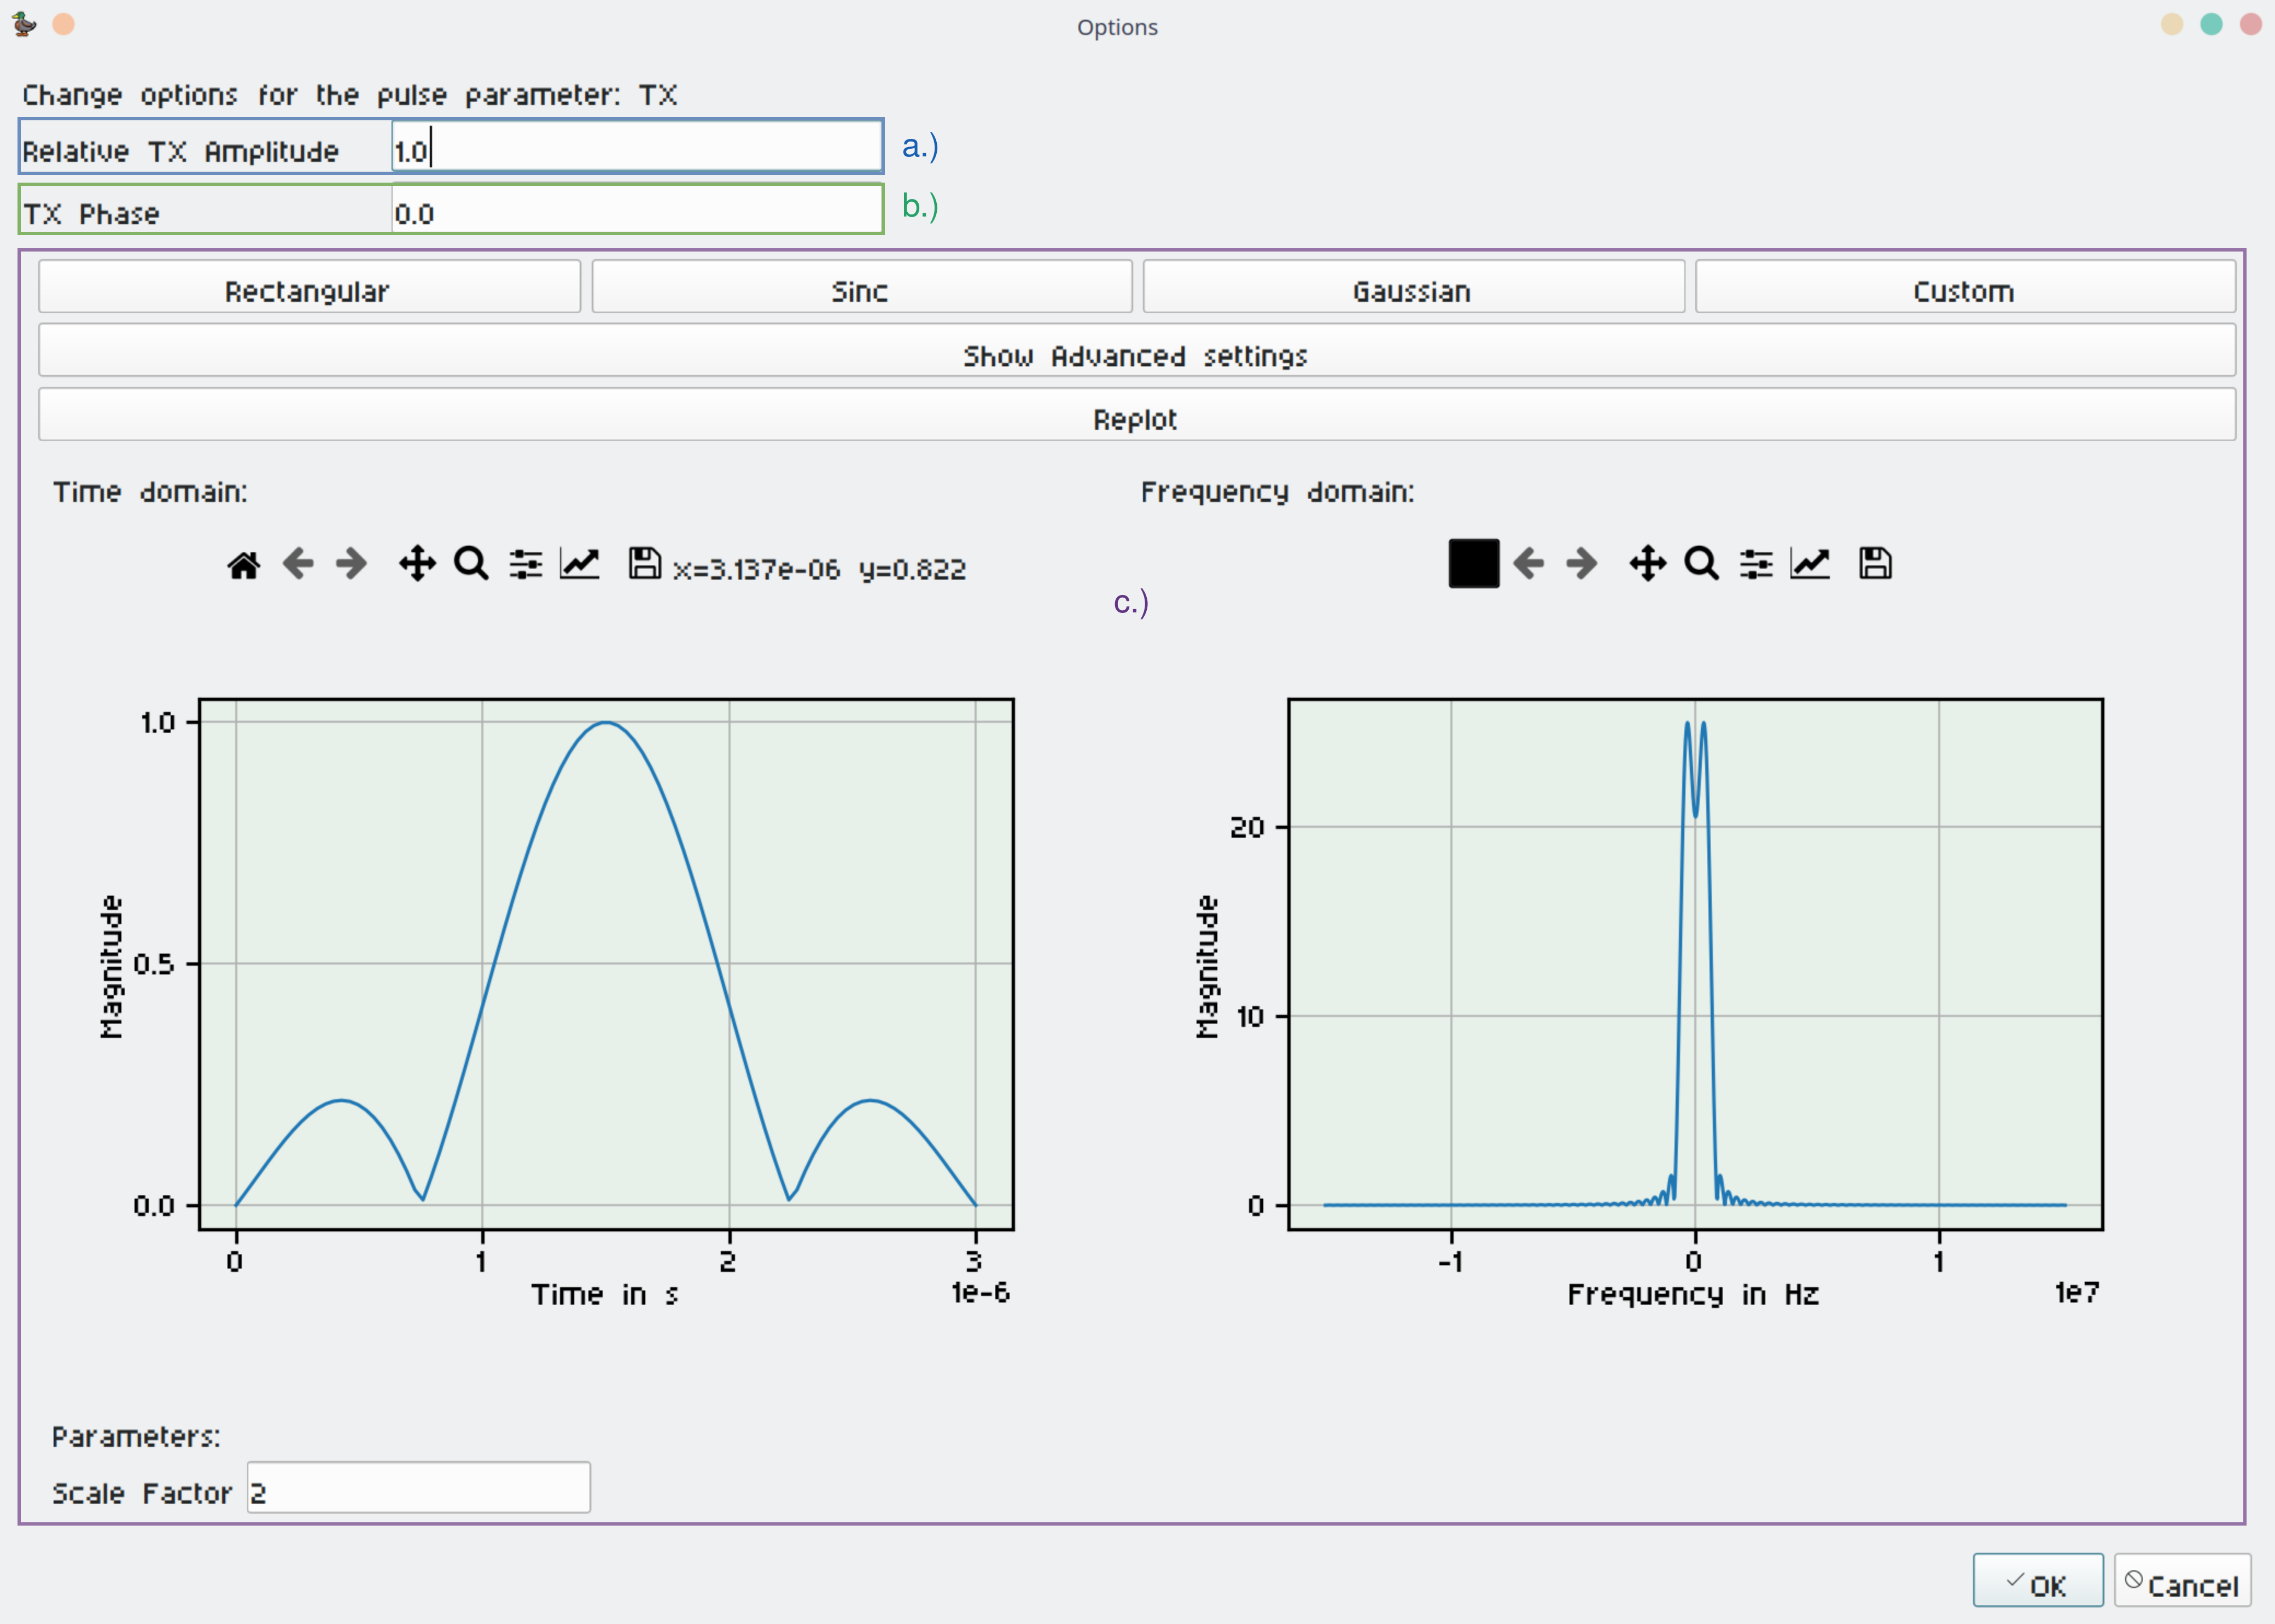 Options
Change options for the pulse parameter: TX
Relative TX Amplitude 1.0 a.)
TX Phase 0.0 b.)
Rectangular Sinc Gaussian Custom
Show Advanced settings
Replot
Time domain: Frequency domain:
x=3.137e-06 y=0.822
c.)
1.0
0.5
0.0
Magnitude
0 1 2 3
Time in s 1e-6
20
10
0
Magnitude
-1 0 1
Frequency in Hz 1e7
Parameters:
Scale Factor 2
OK Cancel